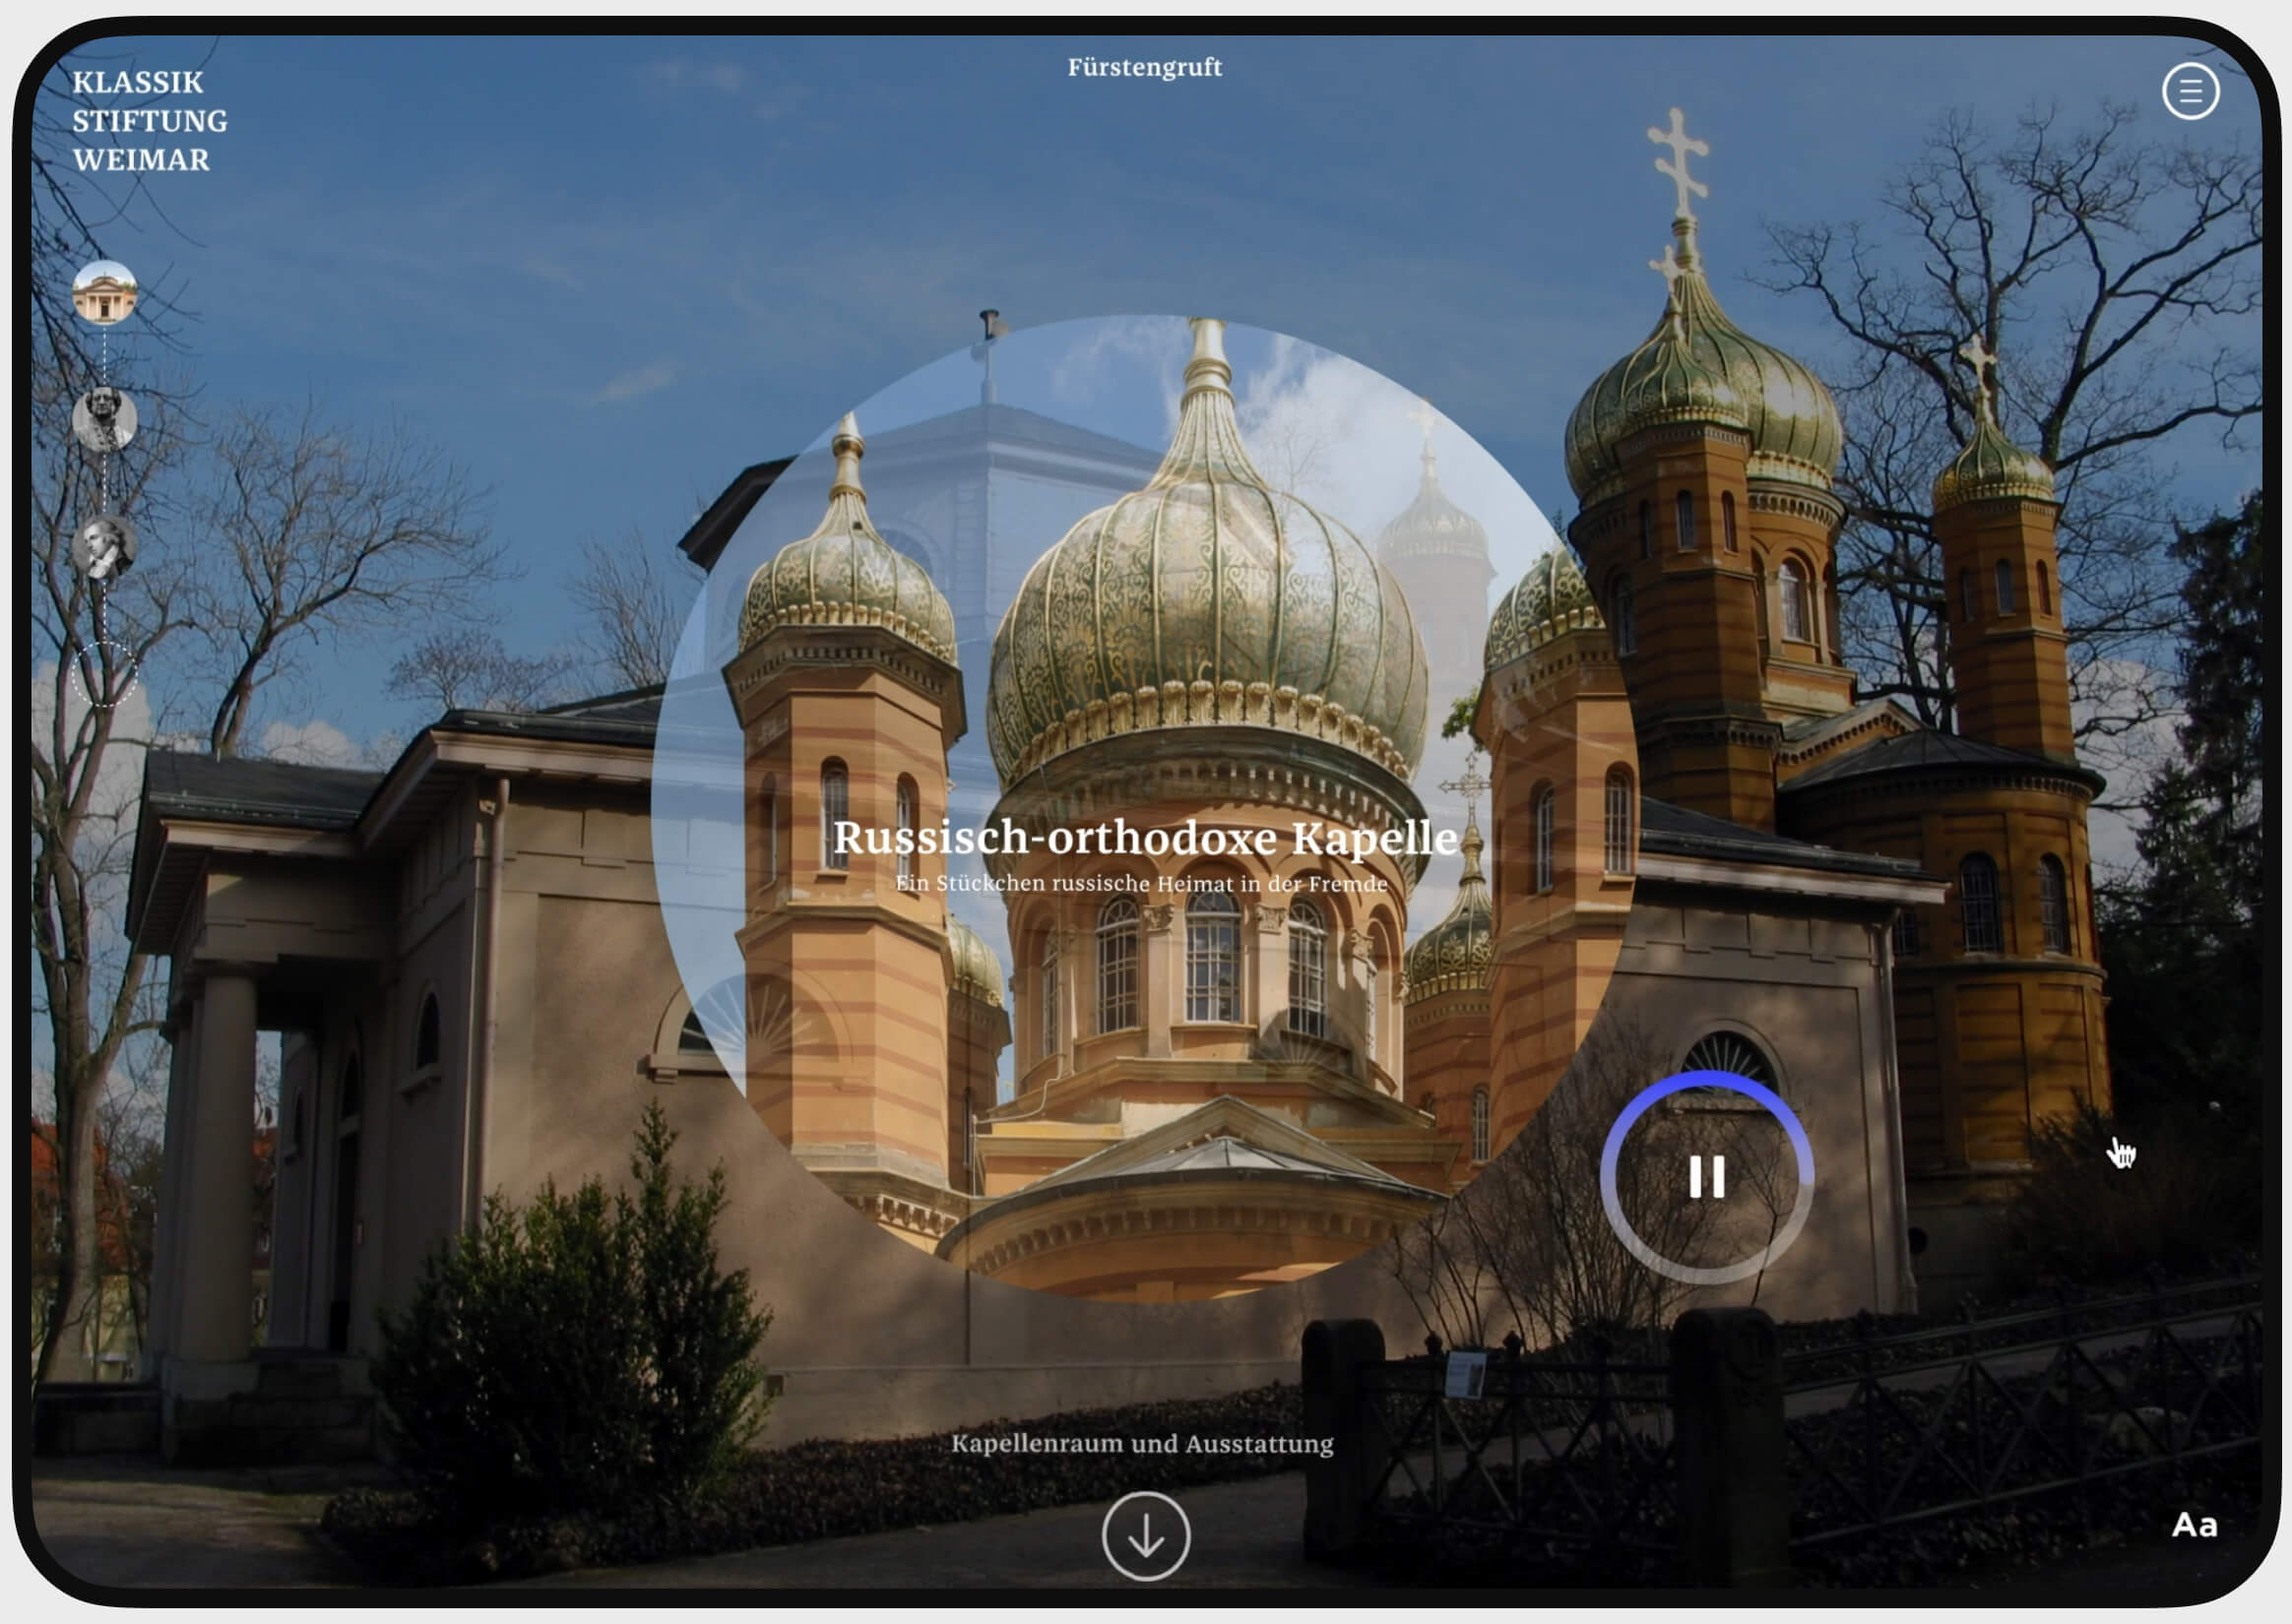 KLASSIK
STIFTUNG
WEIMAR
Fürstengruft
Russisch-orthodoxe Kapelle
Ein Stückchen russische Heimat in der Fremde
Kapellenraum und Ausstattung
Aa